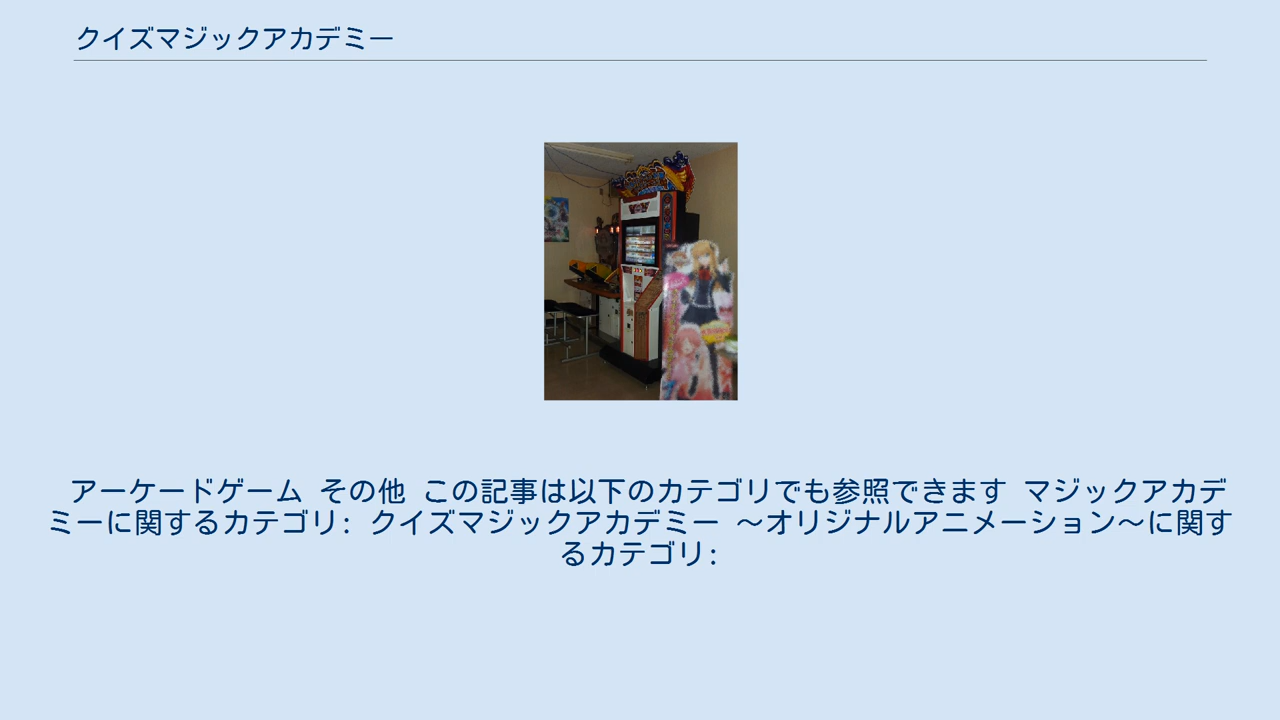 クイズマジックアカデミー
アーケードゲーム その他 この記事は以下のカテゴリでも参照できます マジックアカデ
ミーに関するカテゴリ: クイズマジックアカデミー 〜オリジナルアニメーション〜に関す
るカテゴリ: